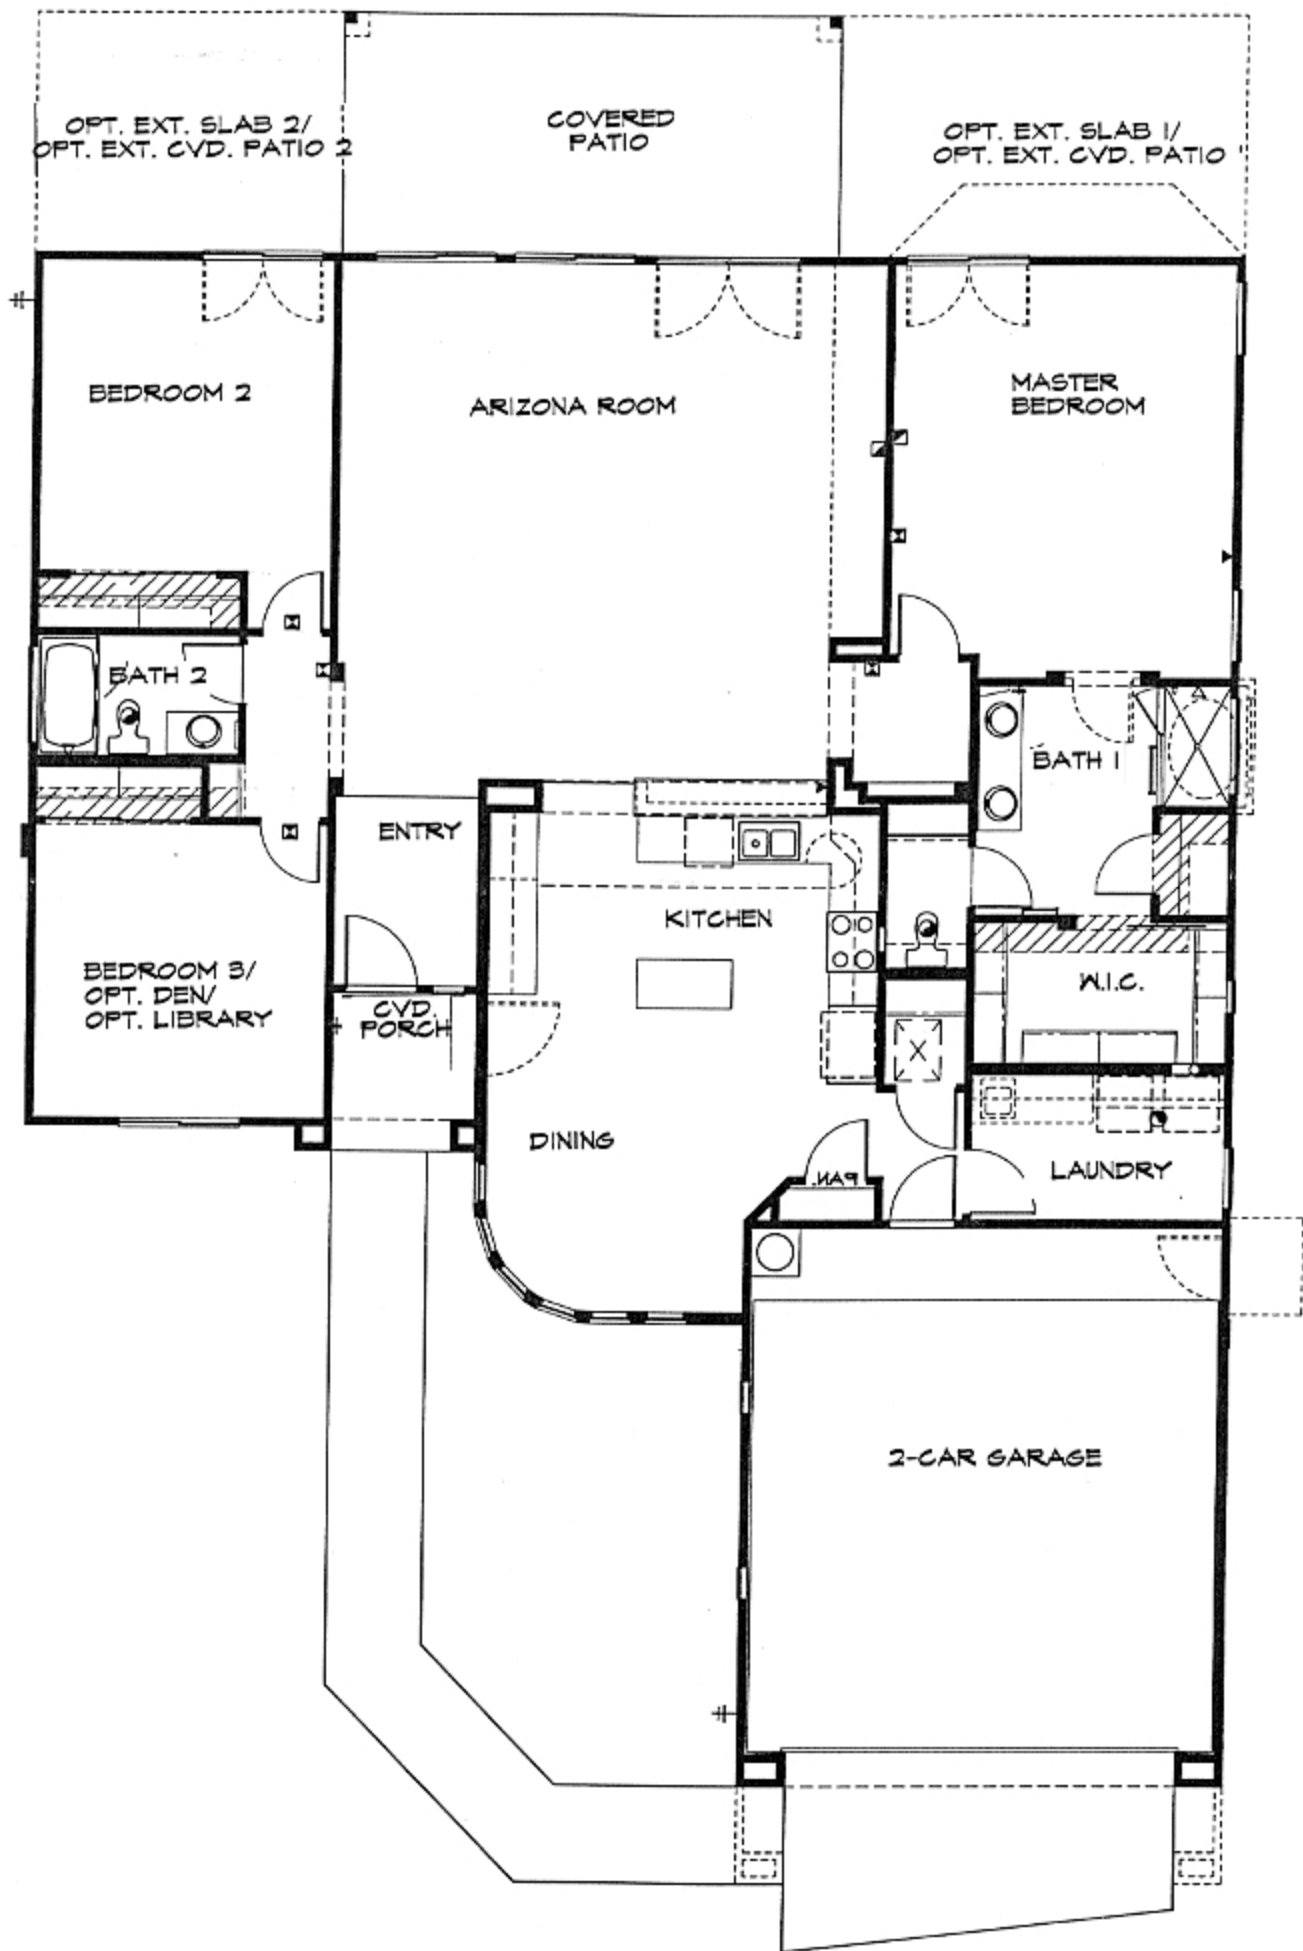 OPT. EXT. SLAB 2/
OPT. EXT. CVD. PATIO 2
COVERED
PATIO
OPT. EXT. SLAB 1/
OPT. EXT. CVD. PATIO
BEDROOM 2
ARIZONA ROOM
MASTER
BEDROOM
BATH 2
BATH 1
ENTRY
KITCHEN
BEDROOM 3/
OPT. DEN/
OPT. LIBRARY
CVD.
PORCH
W.I.C.
DINING
PAN.
LAUNDRY
2-CAR GARAGE